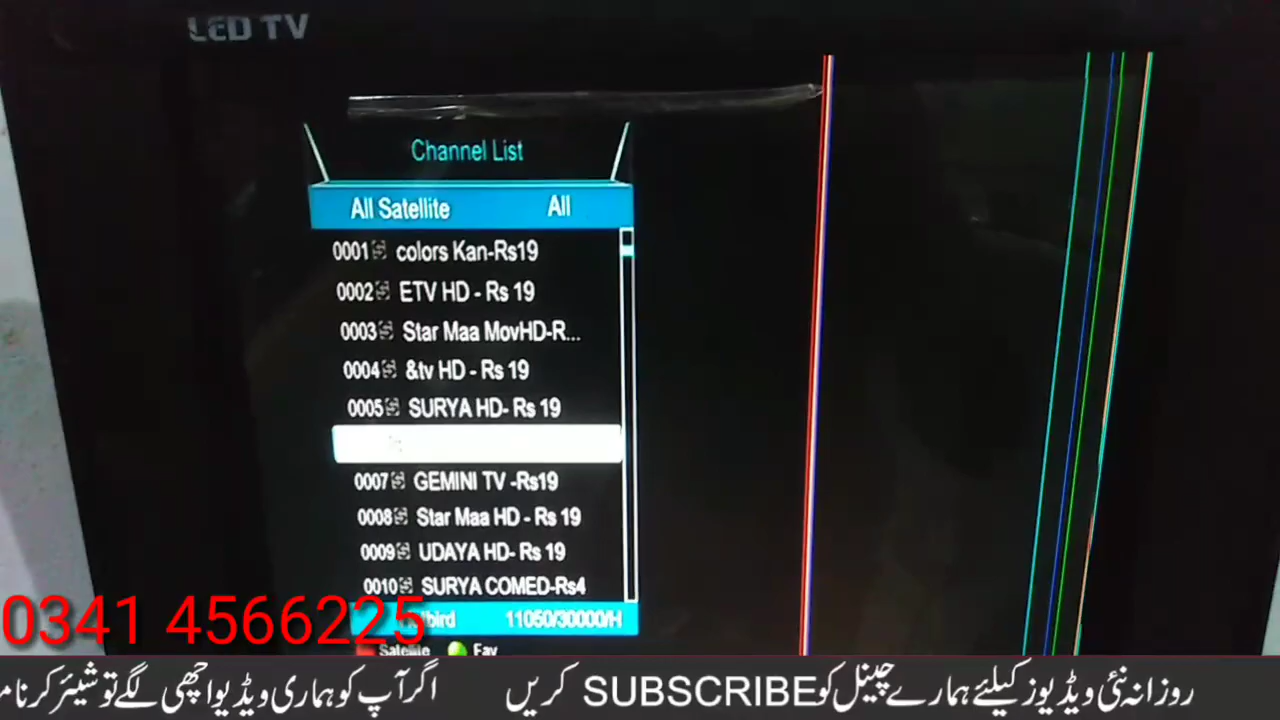 LED TV
Channel List
All Satellite All
0001 colors Kan-Rs19
0002 ETV HD - Rs 19
0003 Star Maa MovHD-R...
0004 &tv HD - Rs 19
0005 SURYA HD- Rs 19
0007 GEMINI TV -Rs19
0008 Star Maa HD - Rs 19
0009 UDAYA HD- Rs 19
0010 SURYA COMED-Rs4
11050/30000/H
0341 4566225
Satellite Fav
روزانہ نئی ویڈیوز کیلئے ہمارے چینل کو SUBSCRIBE کریں اگر آپ کو ہماری ویڈیو اچھی لگے تو شیئر کرنا